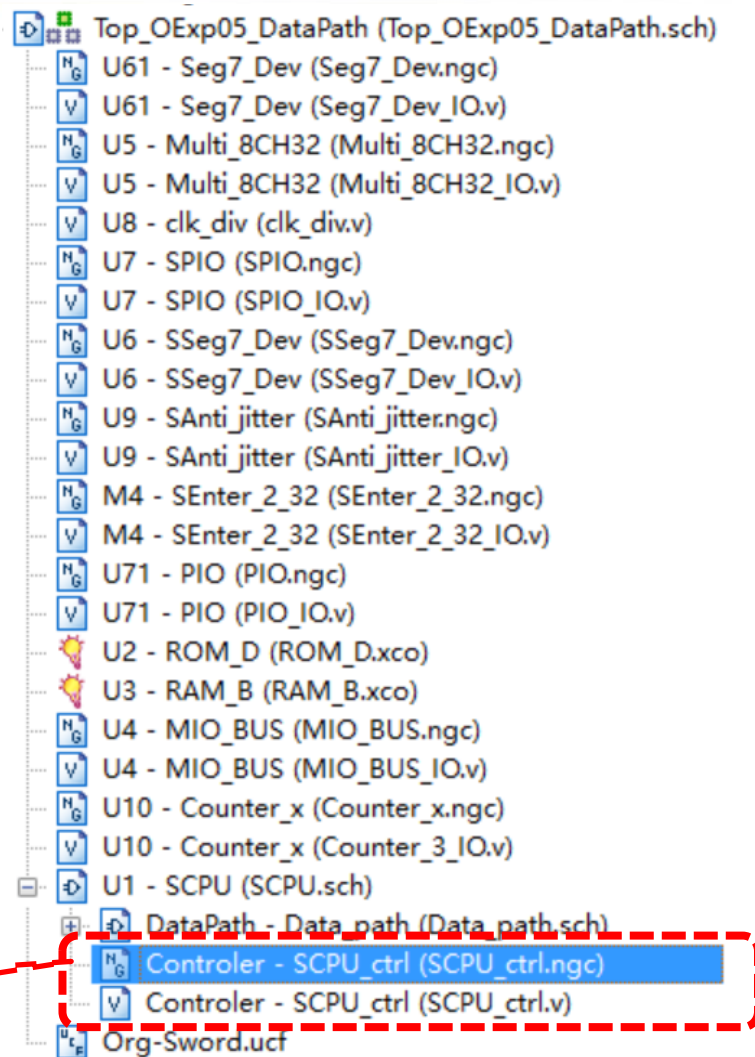 Top_OExp05_DataPath (Top_OExp05_DataPath.sch)
U61 - Seg7_Dev (Seg7_Dev.ngc)
U61 - Seg7_Dev (Seg7_Dev_IO.v)
U5 - Multi_8CH32 (Multi_8CH32.ngc)
U5 - Multi_8CH32 (Multi_8CH32_IO.v)
U8 - clk_div (clk_div.v)
U7 - SPIO (SPIO.ngc)
U7 - SPIO (SPIO_IO.v)
U6 - SSeg7_Dev (SSeg7_Dev.ngc)
U6 - SSeg7_Dev (SSeg7_Dev_IO.v)
U9 - SAnti_jitter (SAnti_jitter.ngc)
U9 - SAnti_jitter (SAnti_jitter_IO.v)
M4 - SEnter_2_32 (SEnter_2_32.ngc)
M4 - SEnter_2_32 (SEnter_2_32_IO.v)
U71 - PIO (PIO.ngc)
U71 - PIO (PIO_IO.v)
U2 - ROM_D (ROM_D.xco)
U3 - RAM_B (RAM_B.xco)
U4 - MIO_BUS (MIO_BUS.ngc)
U4 - MIO_BUS (MIO_BUS_IO.v)
U10 - Counter_x (Counter_x.ngc)
U10 - Counter_x (Counter_3_IO.v)
U1 - SCPU (SCPU.sch)
DataPath - Data_path (Data_path.sch)
Controler - SCPU_ctrl (SCPU_ctrl.ngc)
Controler - SCPU_ctrl (SCPU_ctrl.v)
Org-Sword.ucf